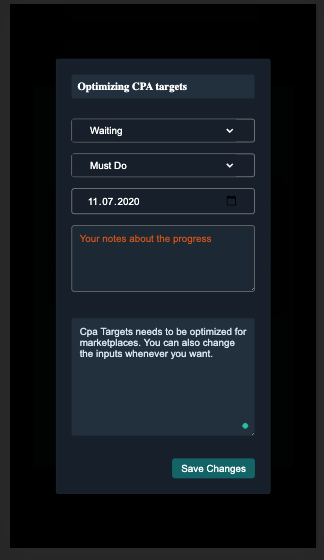 Optimizing CPA targets
Waiting
Must Do
11.07.2020
Your notes about the progress
Cpa Targets needs to be optimized for
marketplaces. You can also change
the inputs whenever you want.
Save Changes